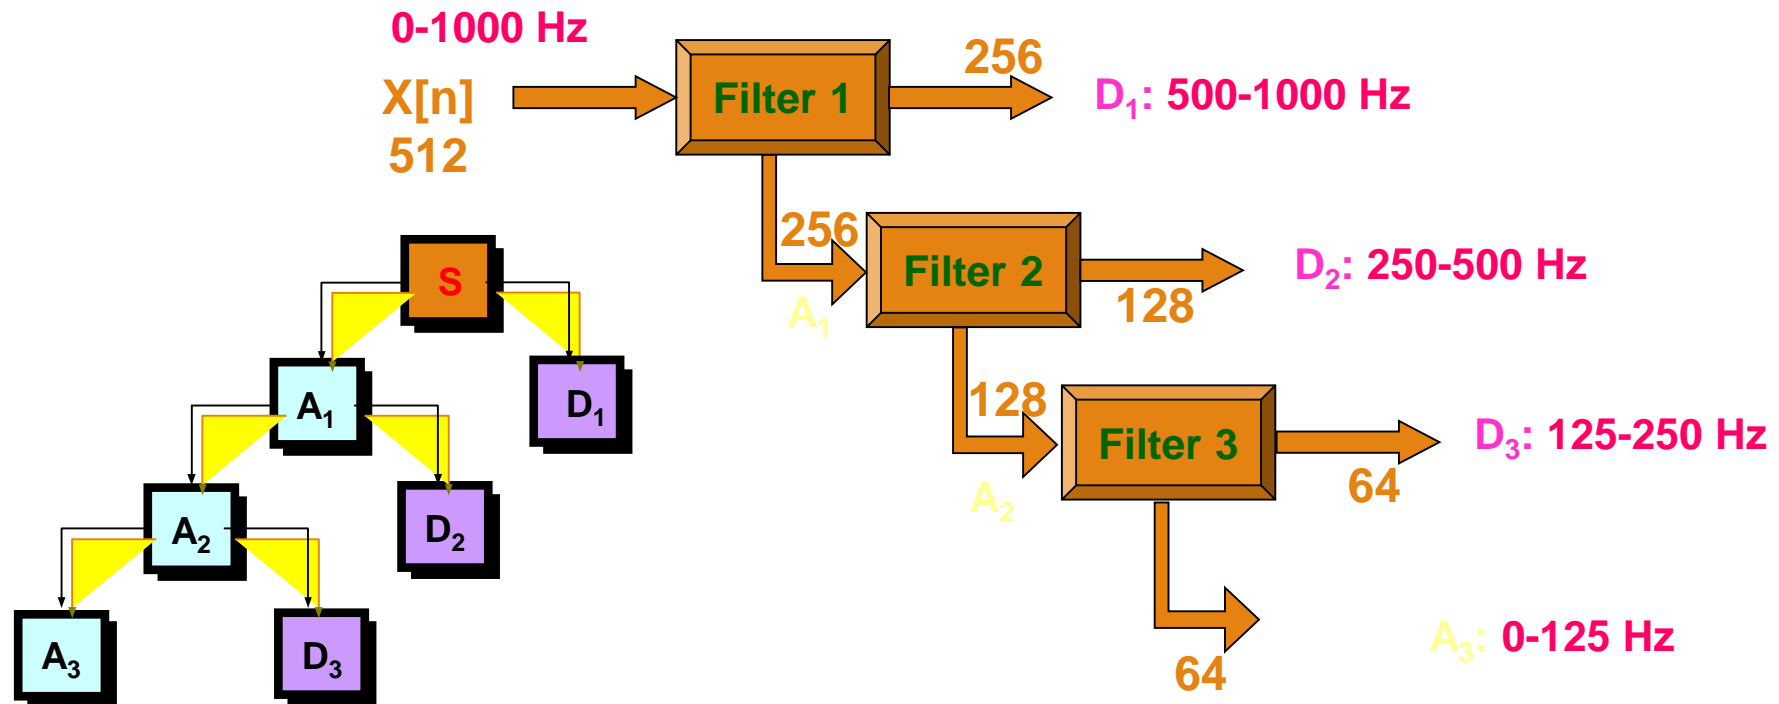 0-1000 Hz
X[n]
512
Filter 1
256
D₁: 500-1000 Hz
256
A₁
Filter 2
128
D₂: 250-500 Hz
128
A₂
Filter 3
64
D₃: 125-250 Hz
64
A₃: 0-125 Hz
S
A₁
D₁
A₂
D₂
A₃
D₃